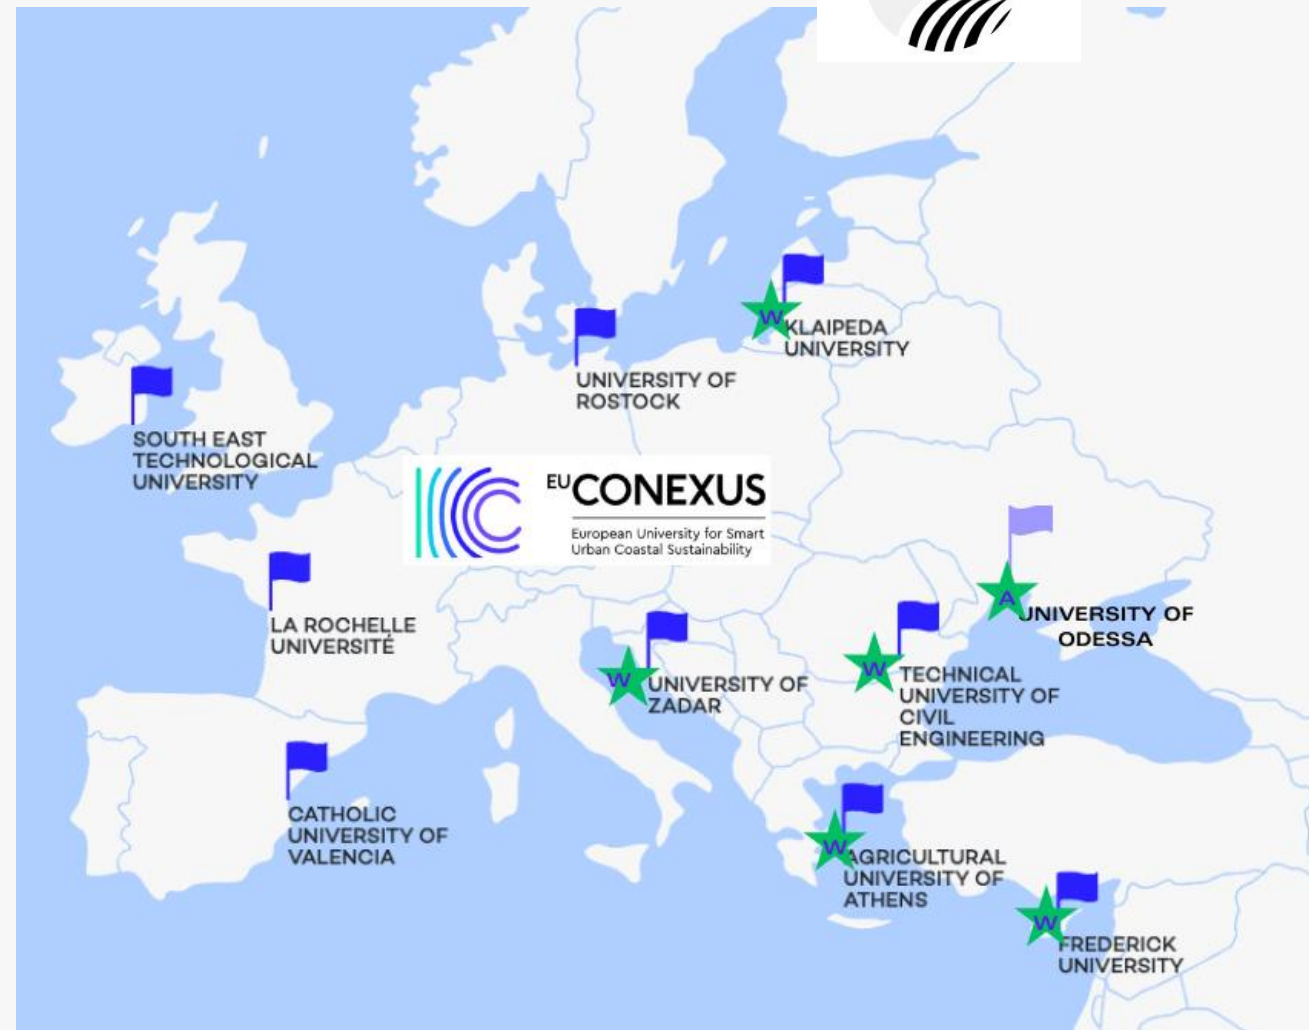 W
KLAIPEDA
UNIVERSITY
UNIVERSITY OF
ROSTOCK
SOUTH EAST
TECHNOLOGICAL
UNIVERSITY
EU CONEXUS
European University for Smart
Urban Coastal Sustainability
LA ROCHELLE
UNIVERSITÉ
A
UNIVERSITY OF
ODESSA
W
UNIVERSITY OF
ZADAR
W
TECHNICAL
UNIVERSITY OF
CIVIL
ENGINEERING
CATHOLIC
UNIVERSITY OF
VALENCIA
W
AGRICULTURAL
UNIVERSITY OF
ATHENS
W
FREDERICK
UNIVERSITY